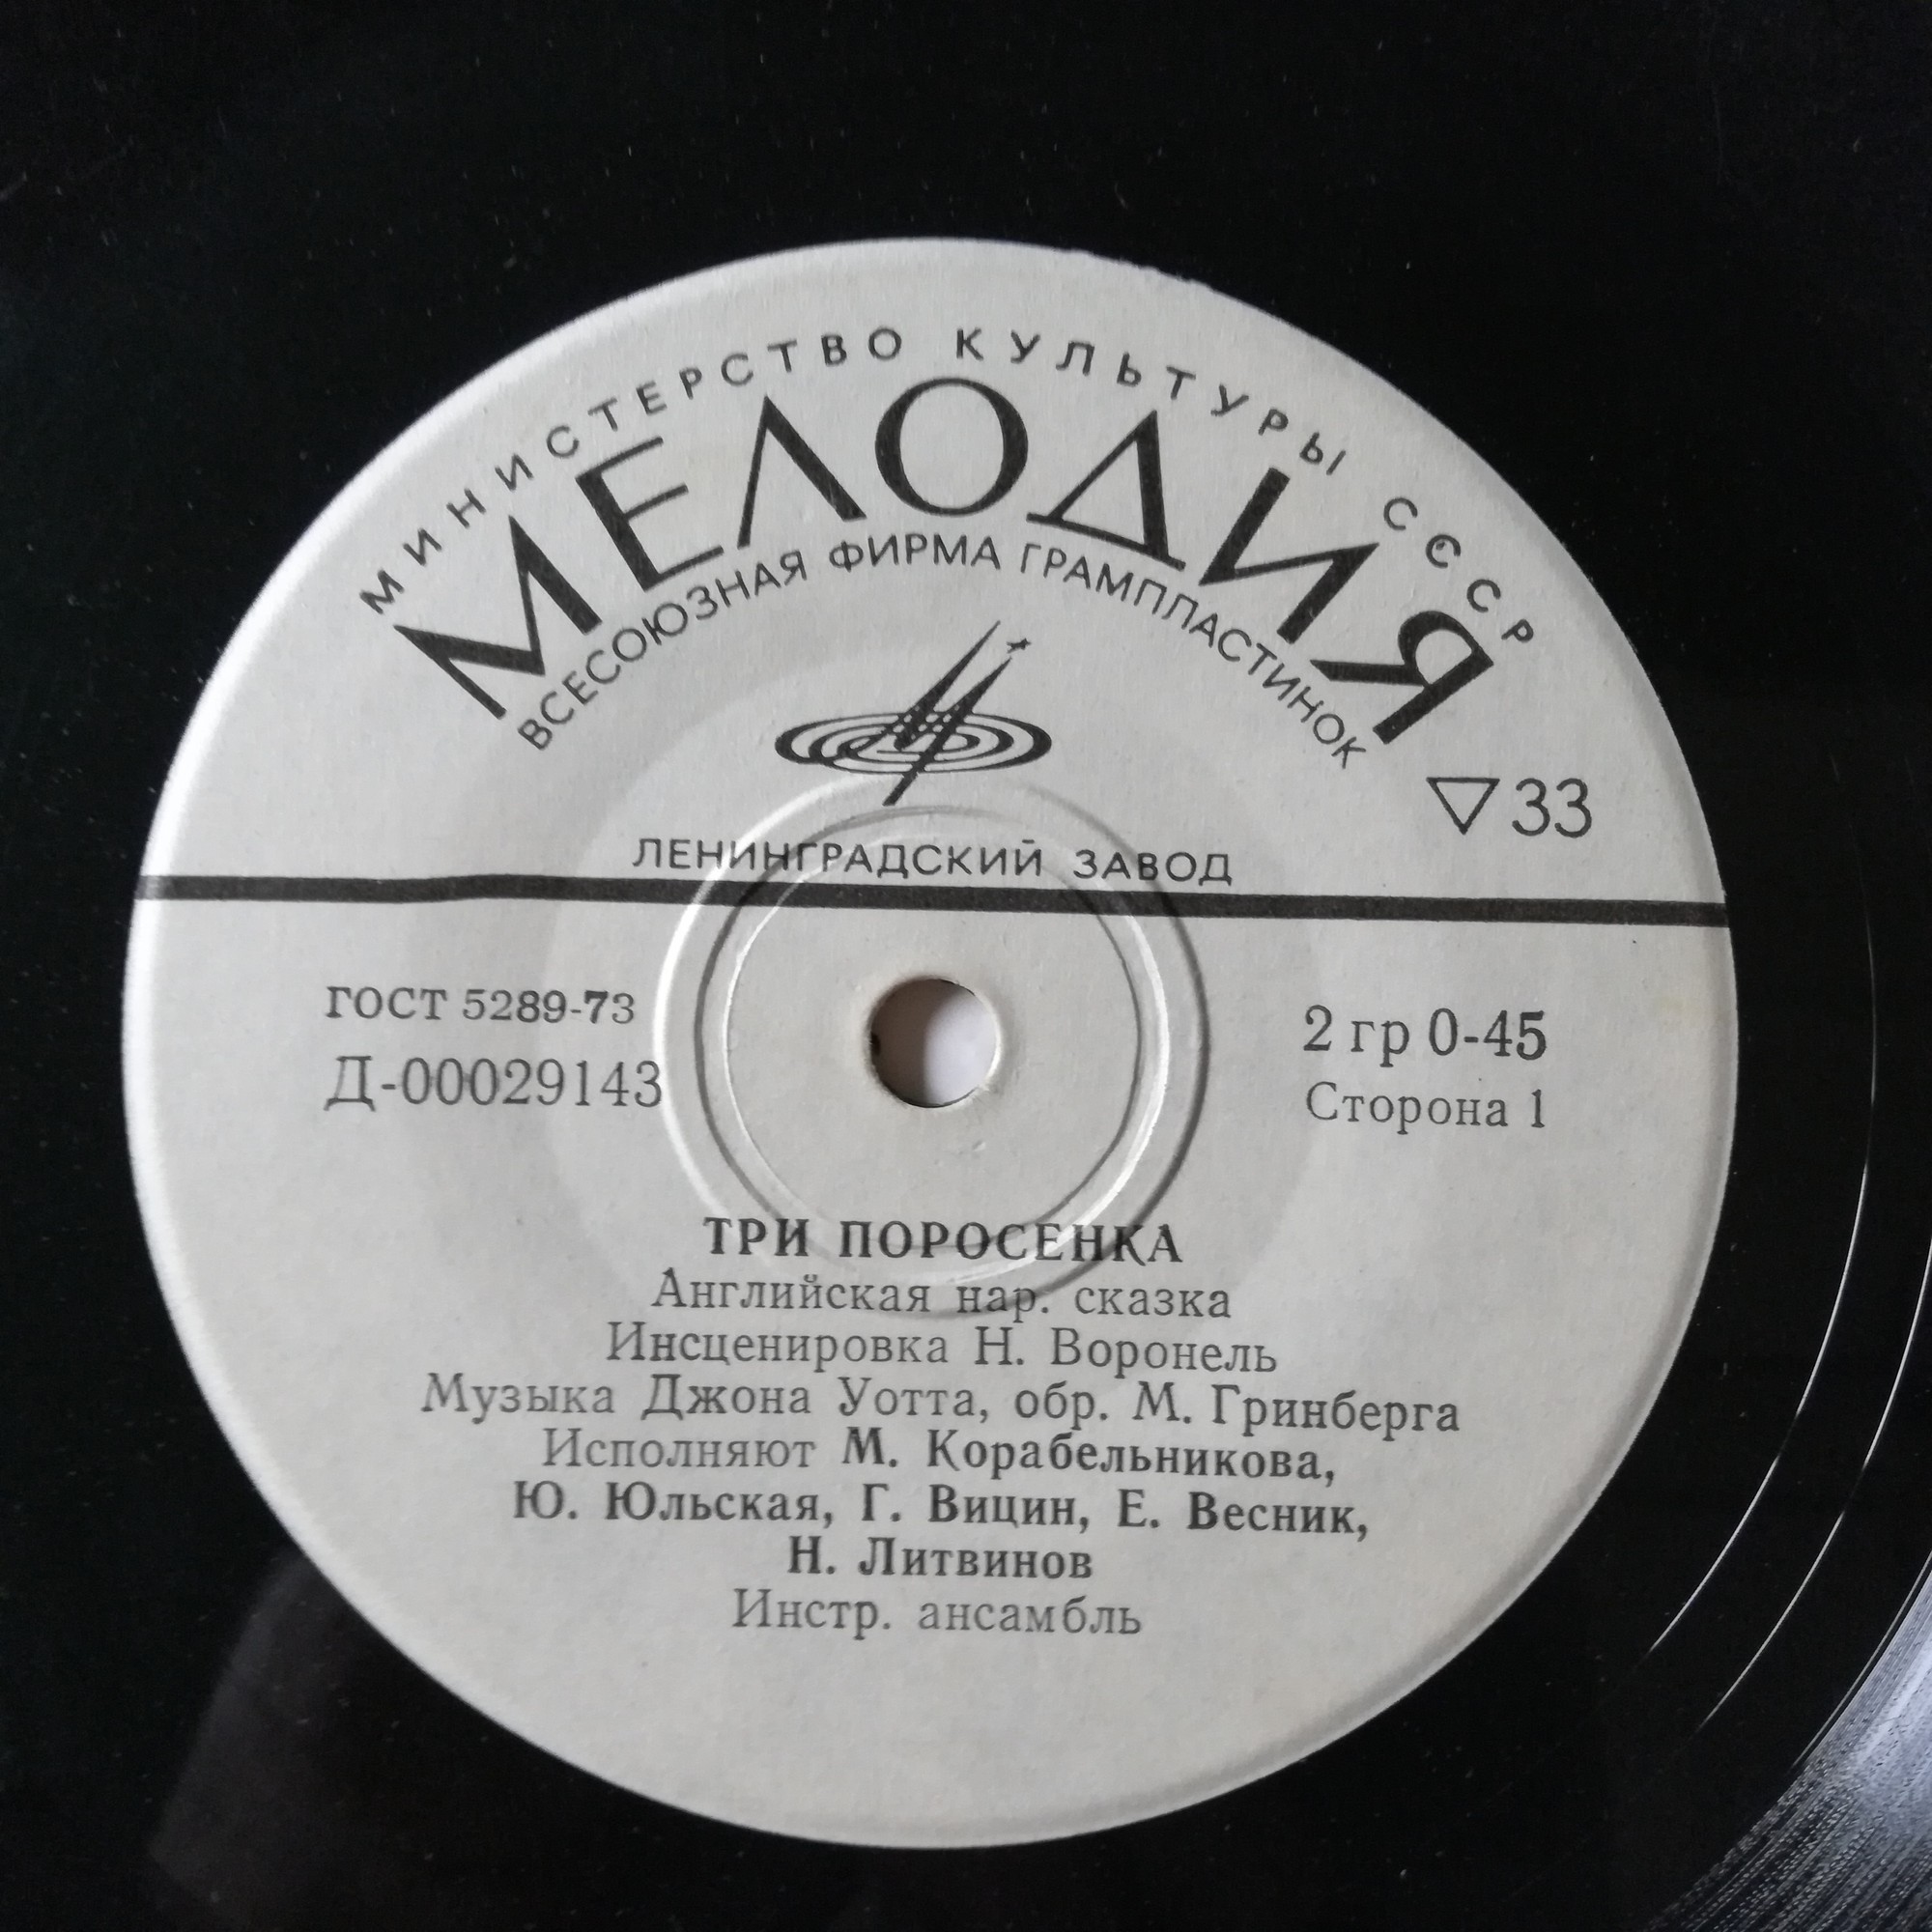 МИНИСТЕРСТВО КУЛЬТУРЫ СССР
МЕЛОДИЯ
ВСЕСОЮЗНАЯ ФИРМА ГРАМПЛАСТИНОК
▽33
ЛЕНИНГРАДСКИЙ ЗАВОД
ГОСТ 5289-73
Д-00029143
2 гр 0-45
Сторона 1
ТРИ ПОРОСЕНКА
Английская нар. сказка
Инсценировка Н. Воронель
Музыка Джона Уотта, обр. М. Гринберга
Исполняют М. Корабельникова,
Ю. Юльская, Г. Вицин, Е. Весник,
Н. Литвинов
Инстр. ансамбль